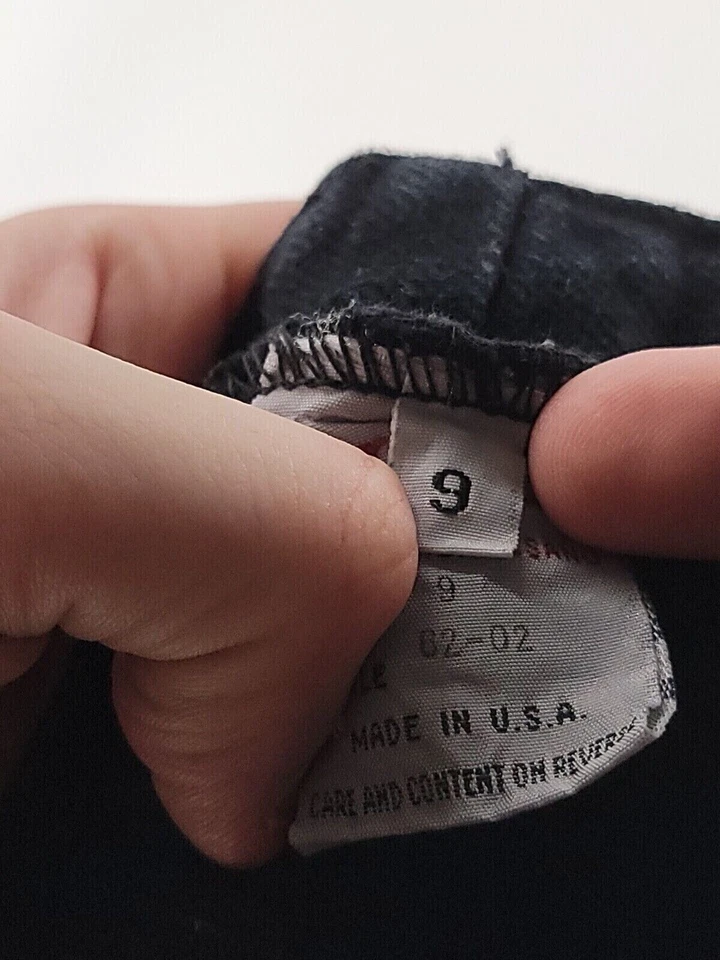 9
9
02-02
MADE IN U.S.A.
CARE AND CONTENT ON REVERSE